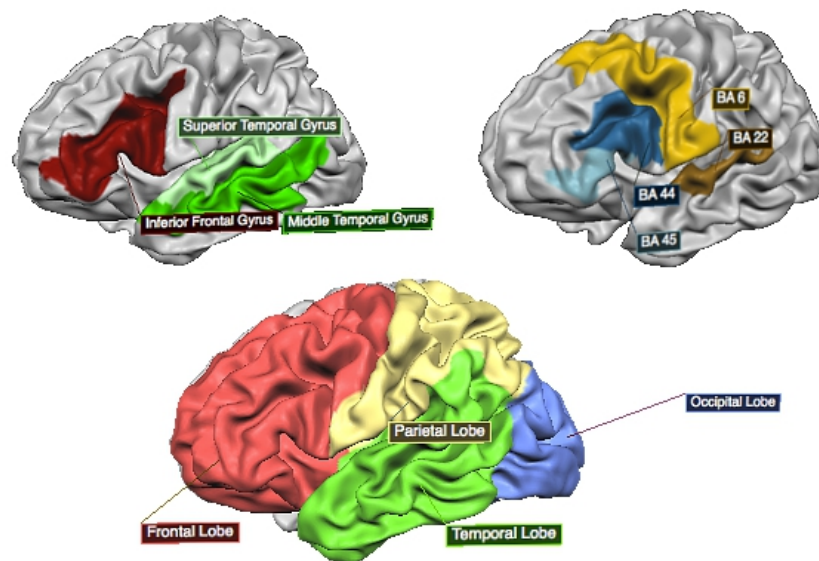 Superior Temporal Gyrus
Inferior Frontal Gyrus
Middle Temporal Gyrus
BA 6
BA 22
BA 44
BA 45
Occipital Lobe
Parietal Lobe
Frontal Lobe
Temporal Lobe